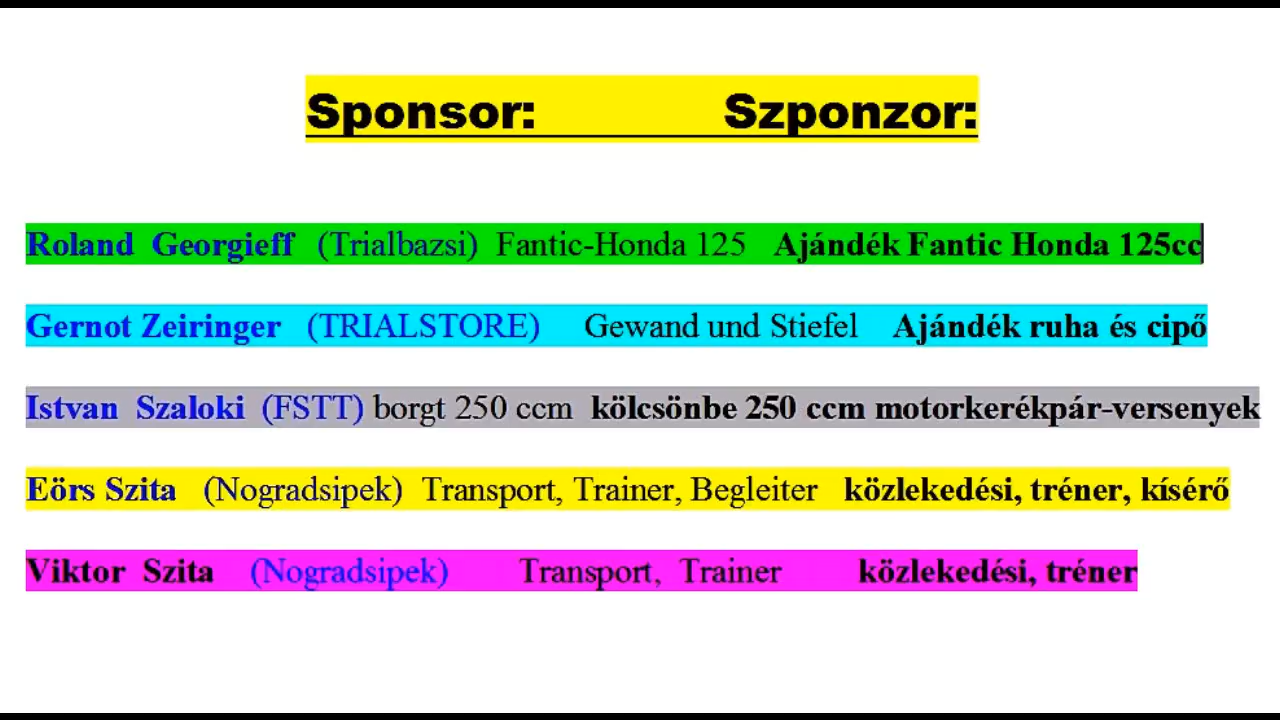 Sponsor: Szponzor:
Roland Georgieff (Trialbazsi) Fantic-Honda 125 Ajándék Fantic Honda 125cc
Gernot Zeiringer (TRIALSTORE) Gewand und Stiefel Ajándék ruha és cipő
Istvan Szaloki (FSTT) borgt 250 ccm kölcsönbe 250 ccm motorkerékpár-versenyek
Eörs Szita (Nogradsipek) Transport, Trainer, Begleiter közlekedési, tréner, kísérő
Viktor Szita (Nogradsipek) Transport, Trainer közlekedési, tréner